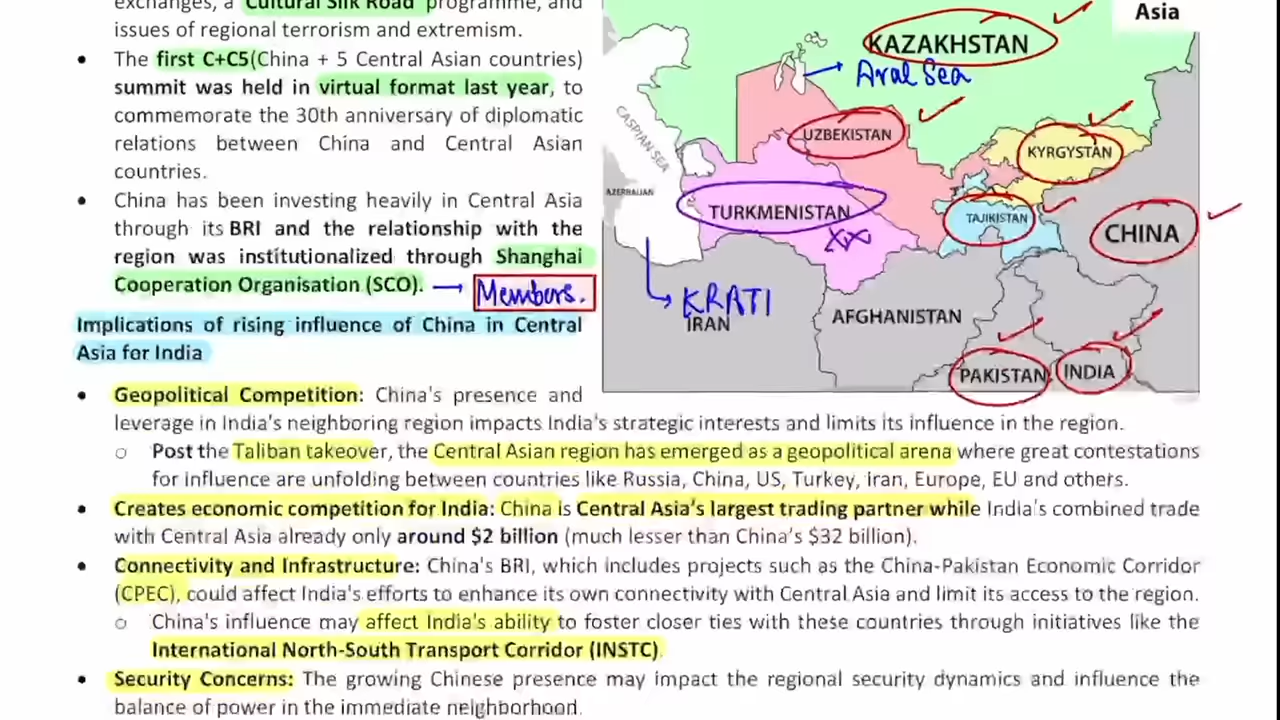 exchanges, a Cultural Silk Road programme, and
issues of regional terrorism and extremism.
• The first C+C5(China + 5 Central Asian countries)
summit was held in virtual format last year, to
commemorate the 30th anniversary of diplomatic
relations between China and Central Asian
countries.
• China has been investing heavily in Central Asia
through its BRI and the relationship with the
region was institutionalized through Shanghai
Cooperation Organisation (SCO). → Members.
Implications of rising influence of China in Central
Asia for India
Asia
KAZAKHSTAN
Aral Sea
CASPIAN SEA
UZBEKISTAN
KYRGYSTAN
AZERBAIJAN
TURKMENISTAN
TAJIKISTAN
CHINA
xx
KRATI
IRAN
AFGHANISTAN
PAKISTAN
INDIA
• Geopolitical Competition: China's presence and
leverage in India's neighboring region impacts India's strategic interests and limits its influence in the region.
o Post the Taliban takeover, the Central Asian region has emerged as a geopolitical arena where great contestations
for influence are unfolding between countries like Russia, China, US, Turkey, Iran, Europe, EU and others.
• Creates economic competition for India: China is Central Asia's largest trading partner while India's combined trade
with Central Asia already only around $2 billion (much lesser than China's $32 billion).
• Connectivity and Infrastructure: China's BRI, which includes projects such as the China-Pakistan Economic Corridor
(CPEC), could affect India's efforts to enhance its own connectivity with Central Asia and limit its access to the region.
o China's influence may affect India's ability to foster closer ties with these countries through initiatives like the
International North-South Transport Corridor (INSTC).
• Security Concerns: The growing Chinese presence may impact the regional security dynamics and influence the
balance of power in the immediate neighborhood.